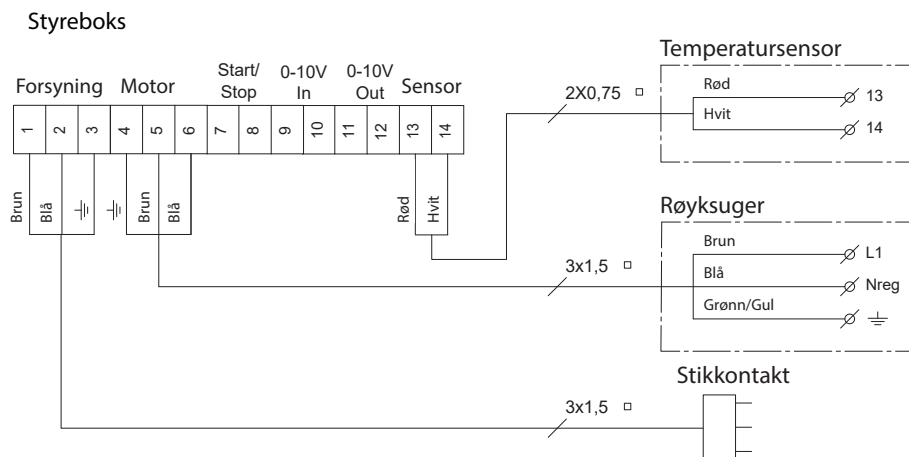 Styreboks
Forsyning Motor Start/ Stop 0-10V In 0-10V Out Sensor
1 2 3 4 5 6 7 8 9 10 11 12 13 14
Brun Blå Brun Blå Rød Hvit
2X0,75
Temperatursensor
Rød 13
Hvit 14
Røyksuger
3x1,5
Brun L1
Blå Nreg
Grønn/Gul
Stikkontakt
3x1,5